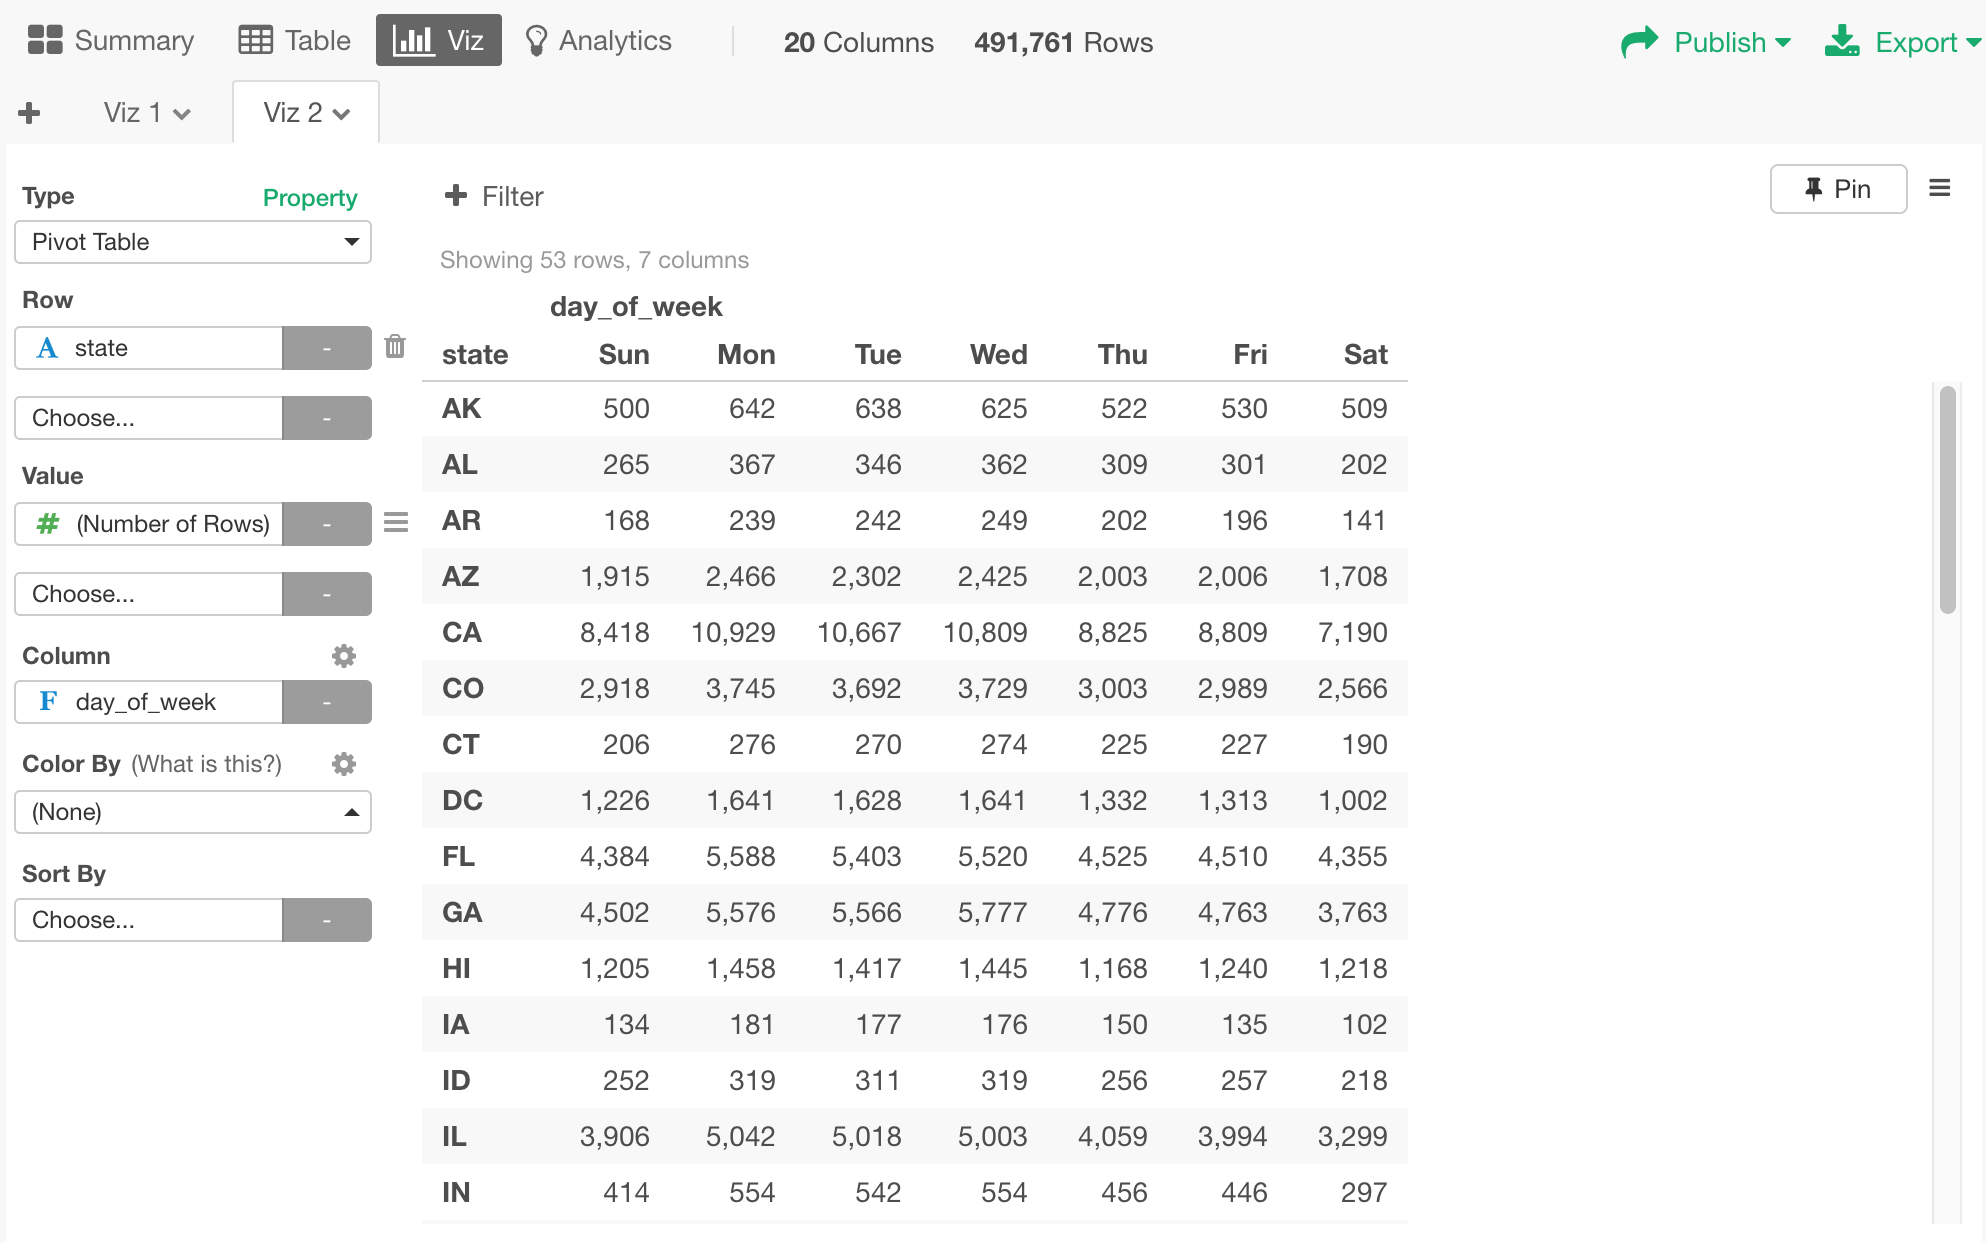 Summary Table Viz Analytics 20 Columns 491,761 Rows Publish Export
Viz 1 Viz 2
Type Property
Pivot Table
Row
A state -
Choose... -
Value
# (Number of Rows) -
Choose... -
Column
F day_of_week -
Color By (What is this?)
(None)
Sort By
Choose... -
+ Filter Pin
Showing 53 rows, 7 columns
day_of_week
state Sun Mon Tue Wed Thu Fri Sat
AK 500 642 638 625 522 530 509
AL 265 367 346 362 309 301 202
AR 168 239 242 249 202 196 141
AZ 1,915 2,466 2,302 2,425 2,003 2,006 1,708
CA 8,418 10,929 10,667 10,809 8,825 8,809 7,190
CO 2,918 3,745 3,692 3,729 3,003 2,989 2,566
CT 206 276 270 274 225 227 190
DC 1,226 1,641 1,628 1,641 1,332 1,313 1,002
FL 4,384 5,588 5,403 5,520 4,525 4,510 4,355
GA 4,502 5,576 5,566 5,777 4,776 4,763 3,763
HI 1,205 1,458 1,417 1,445 1,168 1,240 1,218
IA 134 181 177 176 150 135 102
ID 252 319 311 319 256 257 218
IL 3,906 5,042 5,018 5,003 4,059 3,994 3,299
IN 414 554 542 554 456 446 297